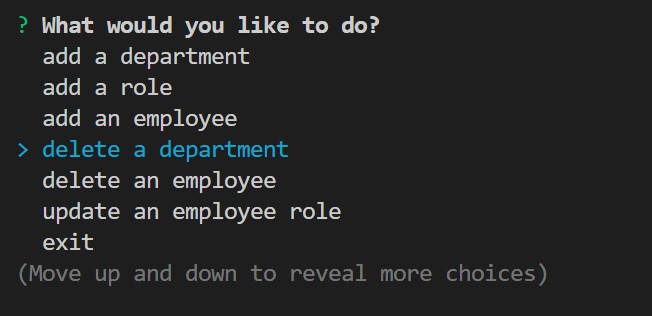 ? What would you like to do?
add a department
add a role
add an employee
> delete a department
delete an employee
update an employee role
exit
(Move up and down to reveal more choices)